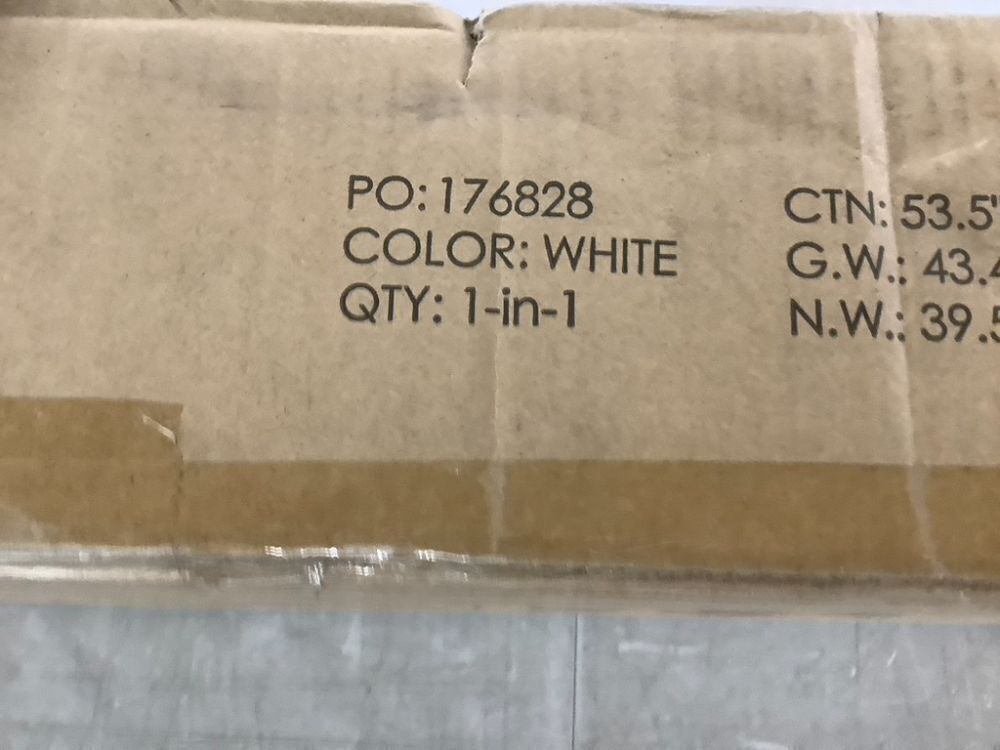 PO: 176828
COLOR: WHITE
QTY: 1-in-1
CTN: 53.5"
G.W.: 43.4
N.W.: 39.5